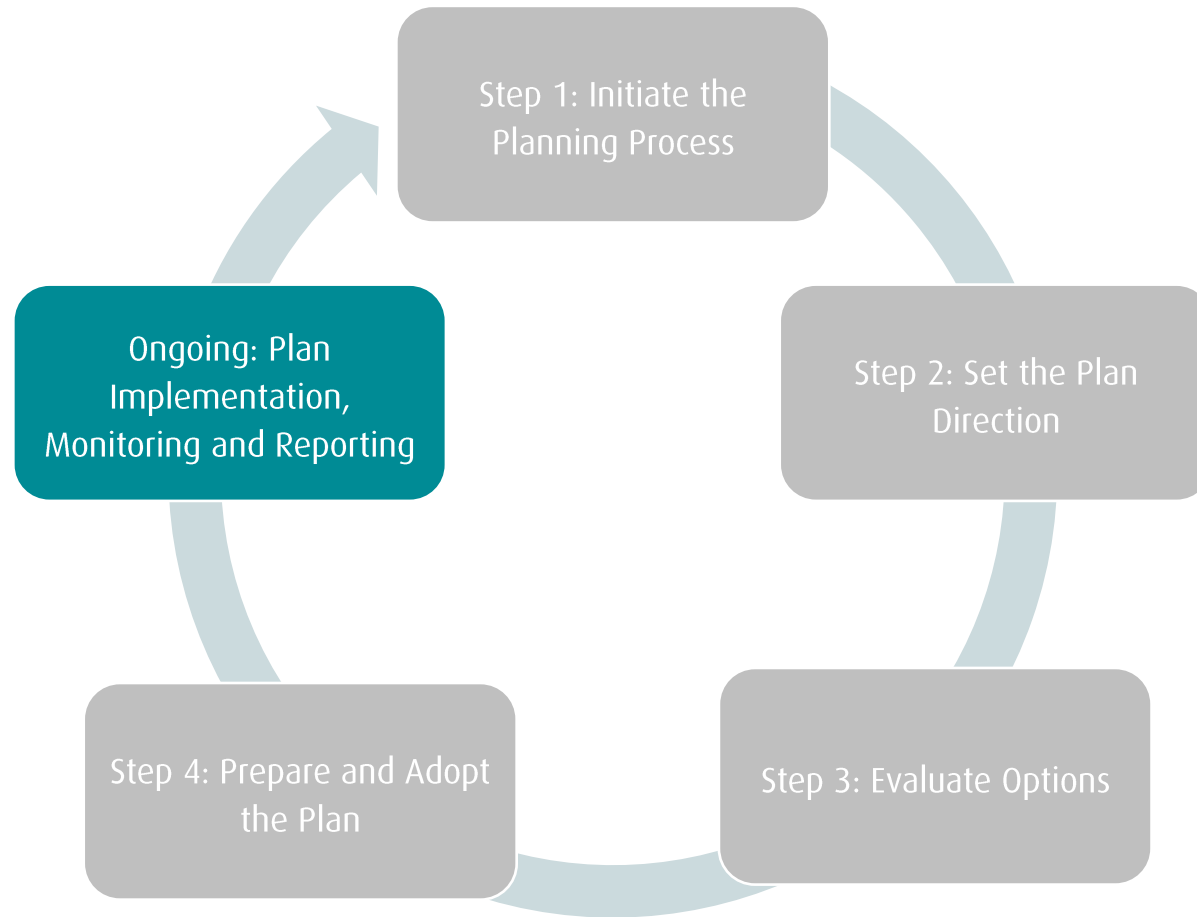 Step 1: Initiate the
Planning Process
Step 2: Set the Plan
Direction
Step 3: Evaluate Options
Step 4: Prepare and Adopt
the Plan
Ongoing: Plan
Implementation,
Monitoring and Reporting